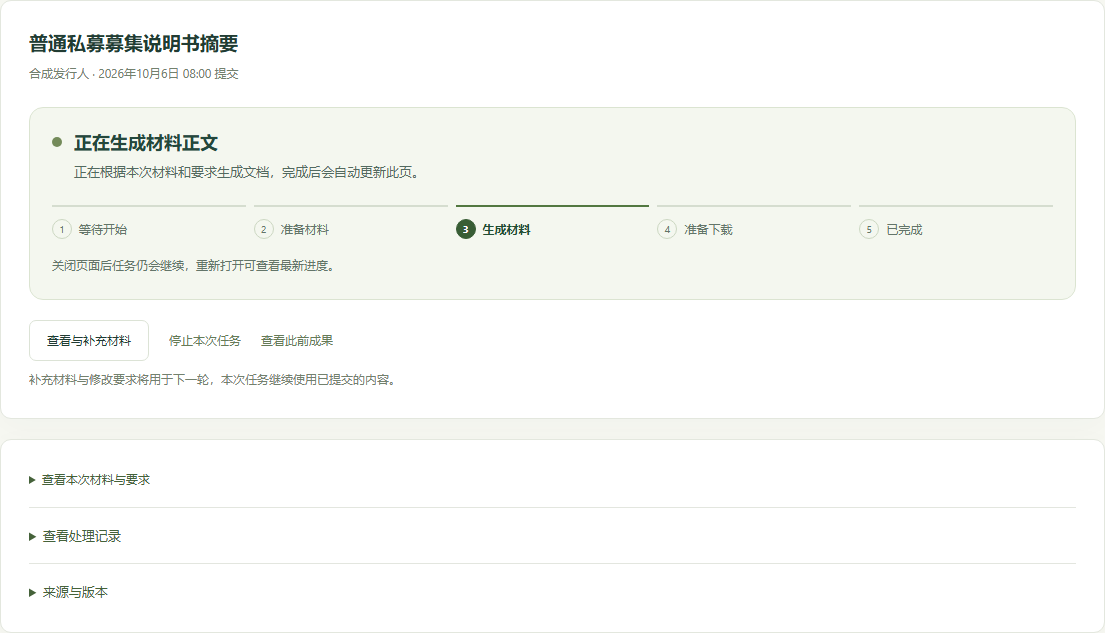 普通私募募集说明书摘要
合成发行人 · 2026年10月6日 08:00 提交
正在生成材料正文
正在根据本次材料和要求生成文档，完成后会自动更新此页。
1 等待开始
2 准备材料
3 生成材料
4 准备下载
5 已完成
关闭页面后任务仍会继续，重新打开可查看最新进度。
查看与补充材料 停止本次任务 查看此前成果
补充材料与修改要求将用于下一轮，本次任务继续使用已提交的内容。
查看本次材料与要求
查看处理记录
来源与版本